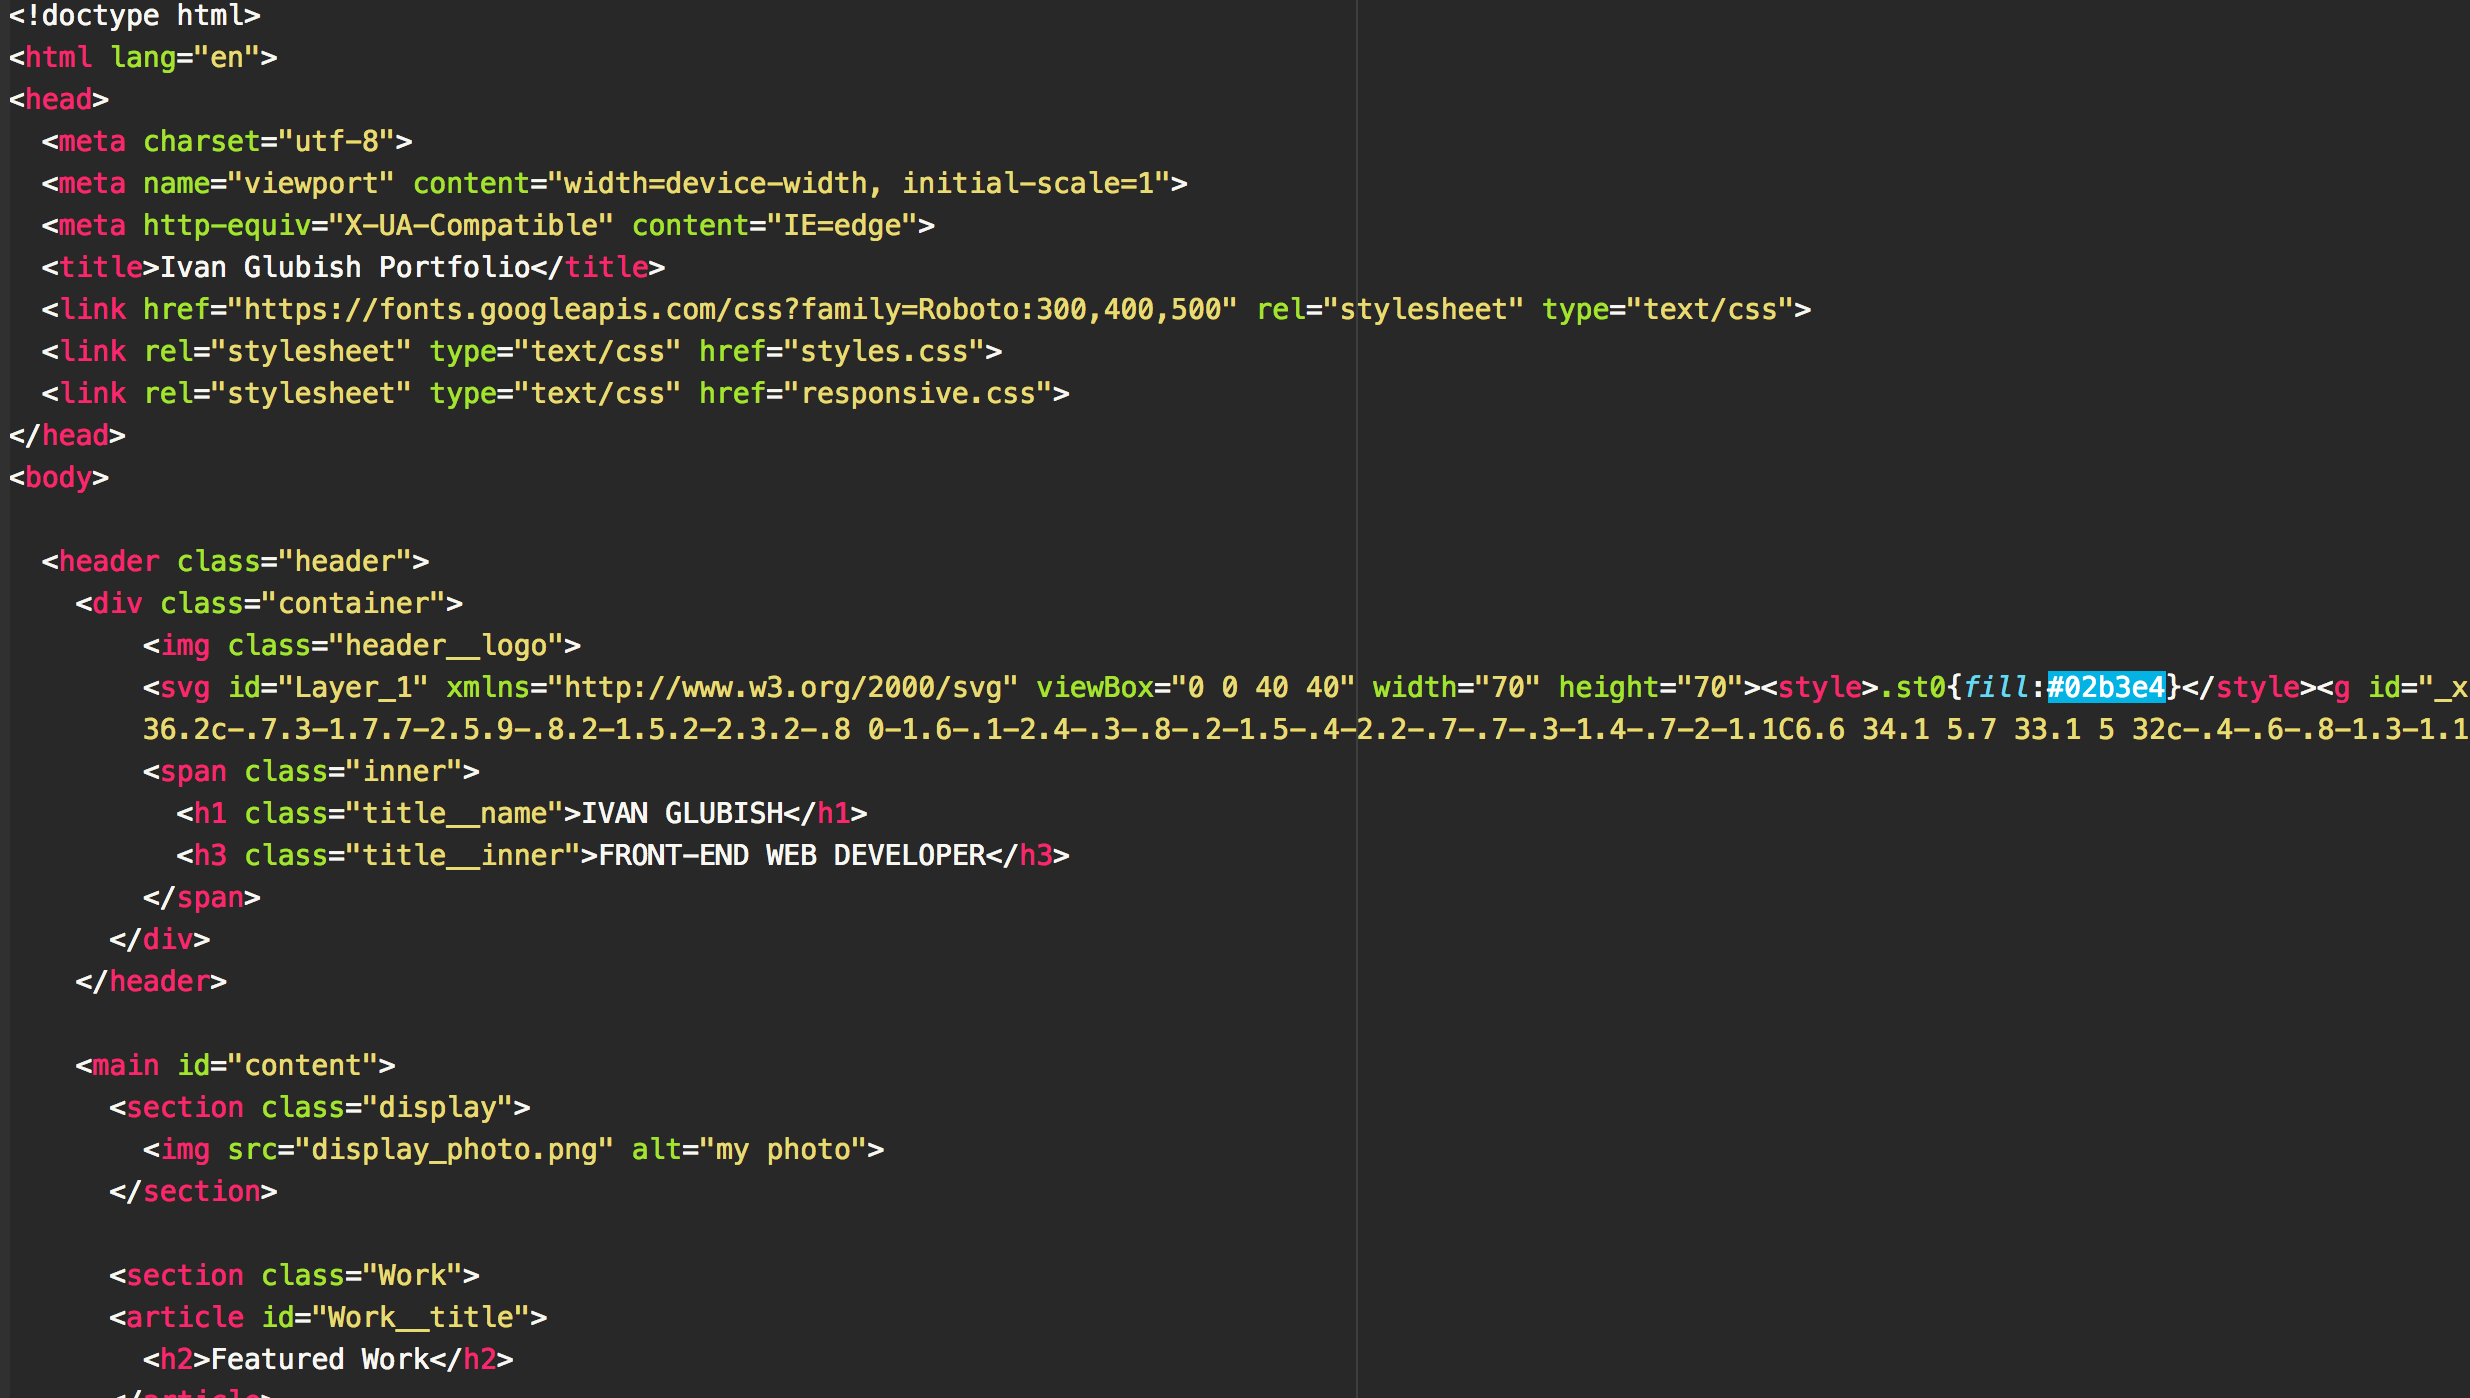 <!doctype html>
<html lang="en">
<head>
  <meta charset="utf-8">
  <meta name="viewport" content="width=device-width, initial-scale=1">
  <meta http-equiv="X-UA-Compatible" content="IE=edge">
  <title>Ivan Glubish Portfolio</title>
  <link href="https://fonts.googleapis.com/css?family=Roboto:300,400,500" rel="stylesheet" type="text/css">
  <link rel="stylesheet" type="text/css" href="styles.css">
  <link rel="stylesheet" type="text/css" href="responsive.css">
</head>
<body>

  <header class="header">
    <div class="container">
        <img class="header__logo">
        <svg id="Layer_1" xmlns="http://www.w3.org/2000/svg" viewBox="0 0 40 40" width="70" height="70"><style>.st0{fill:#02b3e4}</style><g id="_x
        36.2c-.7.3-1.7.7-2.5.9-.8.2-1.5.2-2.3.2-.8 0-1.6-.1-2.4-.3-.8-.2-1.5-.4-2.2-.7-.7-.3-1.4-.7-2-1.1C6.6 34.1 5.7 33.1 5 32c-.4-.6-.8-1.3-1.1
        <span class="inner">
          <h1 class="title__name">IVAN GLUBISH</h1>
          <h3 class="title__inner">FRONT-END WEB DEVELOPER</h3>
        </span>
      </div>
    </header>

    <main id="content">
      <section class="display">
        <img src="display_photo.png" alt="my photo">
      </section>

      <section class="Work">
      <article id="Work__title">
        <h2>Featured Work</h2>
      </article>